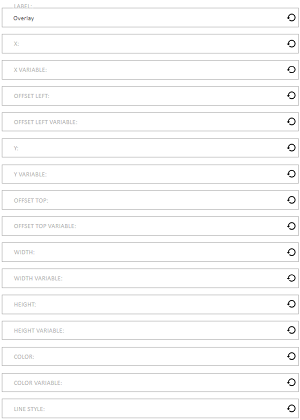 LABEL:
Overlay
X:
X VARIABLE:
OFFSET LEFT:
OFFSET LEFT VARIABLE:
Y:
Y VARIABLE:
OFFSET TOP:
OFFSET TOP VARIABLE:
WIDTH:
WIDTH VARIABLE:
HEIGHT:
HEIGHT VARIABLE:
COLOR:
COLOR VARIABLE:
LINE STYLE: